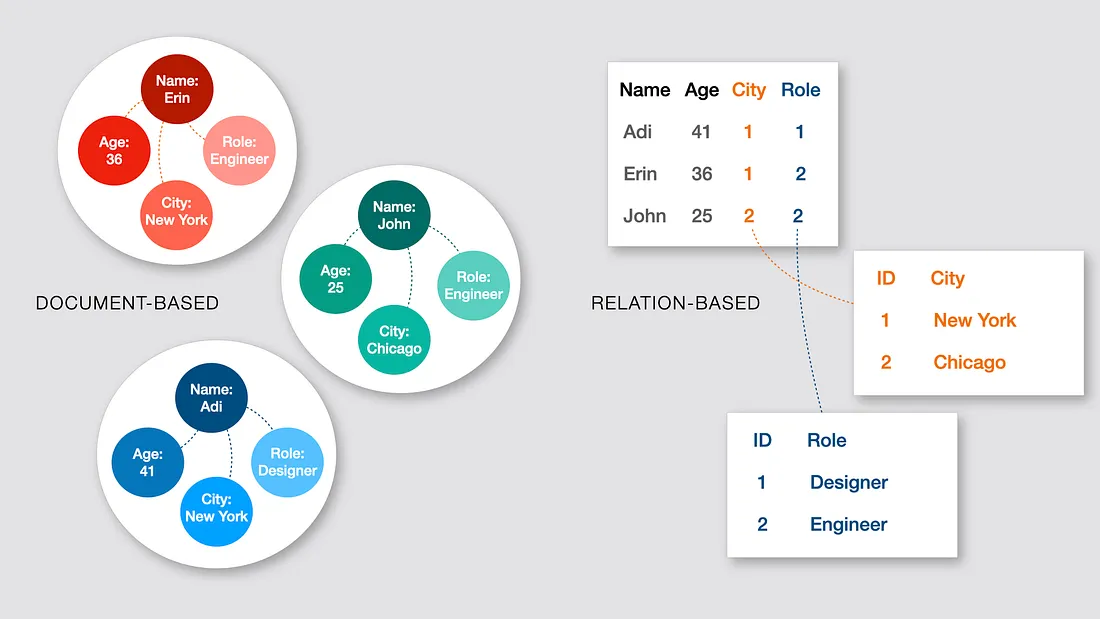 Name:
Erin
Age:
36
Role:
Engineer
City:
New York
Name:
John
Age:
25
Role:
Engineer
City:
Chicago
DOCUMENT-BASED
Name:
Adi
Age:
41
Role:
Designer
City:
New York
Name Age City Role
Adi 41 1 1
Erin 36 1 2
John 25 2 2
RELATION-BASED
ID City
1 New York
2 Chicago
ID Role
1 Designer
2 Engineer